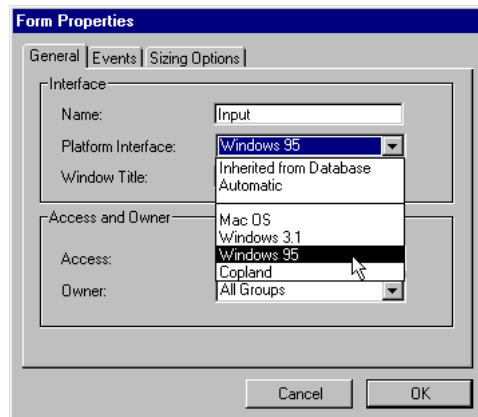 Form Properties
General Events Sizing Options
Interface
Name: Input
Platform Interface: Windows 95
Inherited from Database
Window Title:
Automatic
Access and Owner
Mac OS
Windows 3.1
Access: Windows 95
Copland
Owner: All Groups
Cancel OK